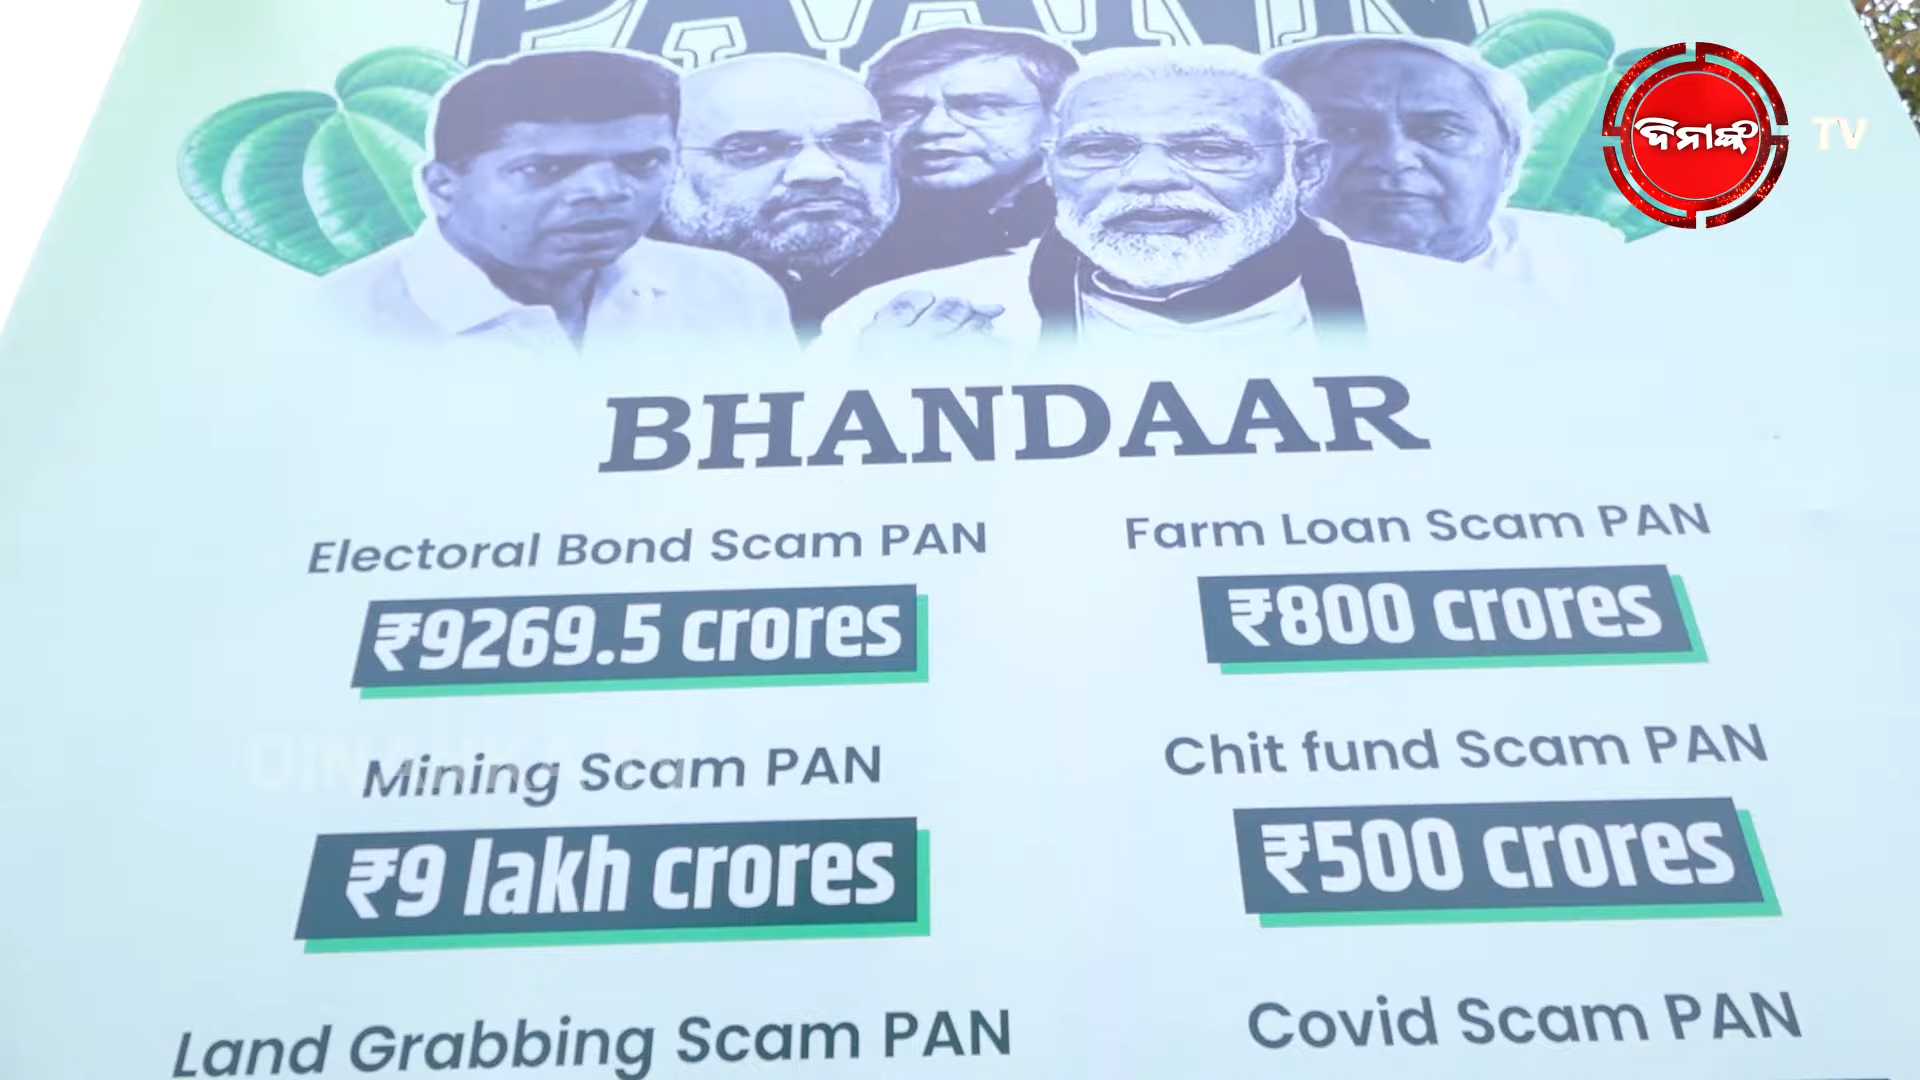 PAANN
ଦିନାଙ୍କ
TV
BHANDAAR
Electoral Bond Scam PAN
Farm Loan Scam PAN
₹9269.5 crores
₹800 crores
Mining Scam PAN
Chit fund Scam PAN
₹9 lakh crores
₹500 crores
Land Grabbing Scam PAN
Covid Scam PAN